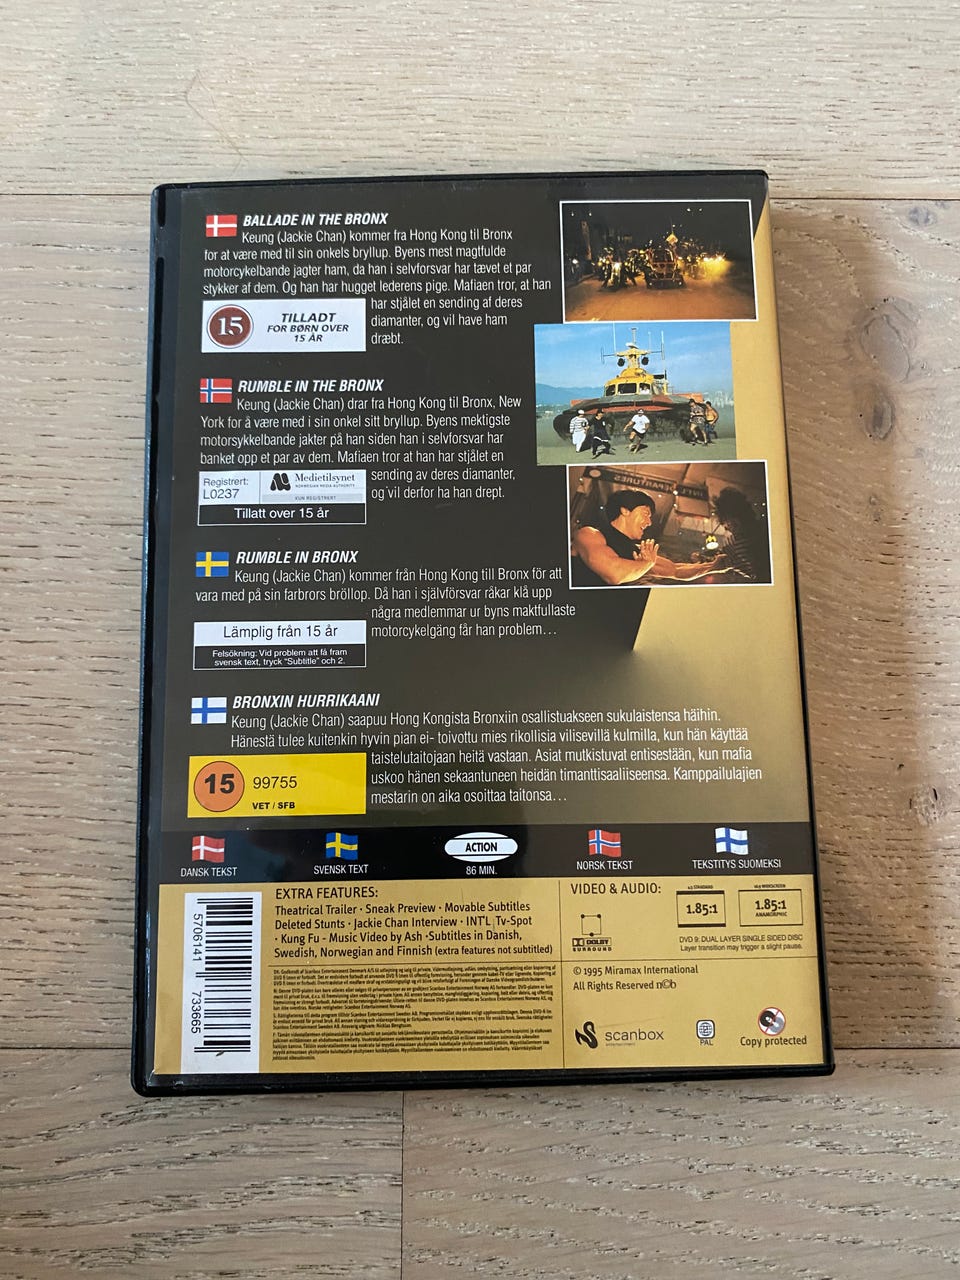 BALLADE IN THE BRONX
Keung (Jackie Chan) kommer fra Hong Kong til Bronx
for at være med til sin onkels bryllup. Byens mest magtfulde
motorcykelbande jagter ham, da han i selvforsvar har tævet et par
stykker af dem. Og han har hugget lederens pige. Mafiaen tror, at han
har stjålet en sending af deres
diamanter, og vil have ham
dræbt.
15
TILLADT
FOR BØRN OVER
15 ÅR
RUMBLE IN THE BRONX
Keung (Jackie Chan) drar fra Hong Kong til Bronx, New
York for å være med i sin onkel sitt bryllup. Byens mektigste
motorsykkelbande jakter på han siden han i selvforsvar har
banket opp et par av dem. Mafiaen tror at han har stjålet en
sending av deres diamanter,
og vil derfor ha han drept.
Registrert:
L0237
Medietilsynet
NORWEGIAN MEDIA AUTHORITY
KUN REGISTRERT
Tillatt over 15 år
RUMBLE IN BRONX
Keung (Jackie Chan) kommer från Hong Kong till Bronx för att
vara med på sin farbrors bröllop. Då han i självförsvar råkar klå upp
några medlemmar ur byns maktfullaste
motorcykelgäng får han problem...
Lämplig från 15 år
Felsökning: Vid problem att få fram
svensk text, tryck "Subtitle" och 2.
BRONXIN HURRIKAANI
Keung (Jackie Chan) saapuu Hong Kongista Bronxiin osallistuakseen sukulaistensa häihin.
Hänestä tulee kuitenkin hyvin pian ei- toivottu mies rikollisia vilisevillä kulmilla, kun hän käyttää
taistelutaitojaan heitä vastaan. Asiat mutkistuvat entisestään, kun mafia
uskoo hänen sekaantuneen heidän timanttisaaliiseensa. Kamppailulajien
mestarin on aika osoittaa taitonsa...
15
99755
VET / SFB
DANSK TEKST
SVENSK TEXT
ACTION
86 MIN.
NORSK TEKST
TEKSTITYS SUOMEKSI
5706141 733665
EXTRA FEATURES:
Theatrical Trailer · Sneak Preview · Movable Subtitles
Deleted Stunts · Jackie Chan Interview · INT'L Tv-Spot
· Kung Fu - Music Video by Ash ·Subtitles in Danish,
Swedish, Norwegian and Finnish (extra features not subtitled)
VIDEO & AUDIO:
DOLBY
SURROUND
4:3 STANDARD
1.85:1
16:9 WIDESCREEN
1.85:1
ANAMORPHIC
DVD 9: DUAL LAYER SINGLE SIDED DISC
Layer transition may trigger a slight pause.
© 1995 Miramax International
All Rights Reserved n©b
scanbox
entertainment
PAL
Copy protected